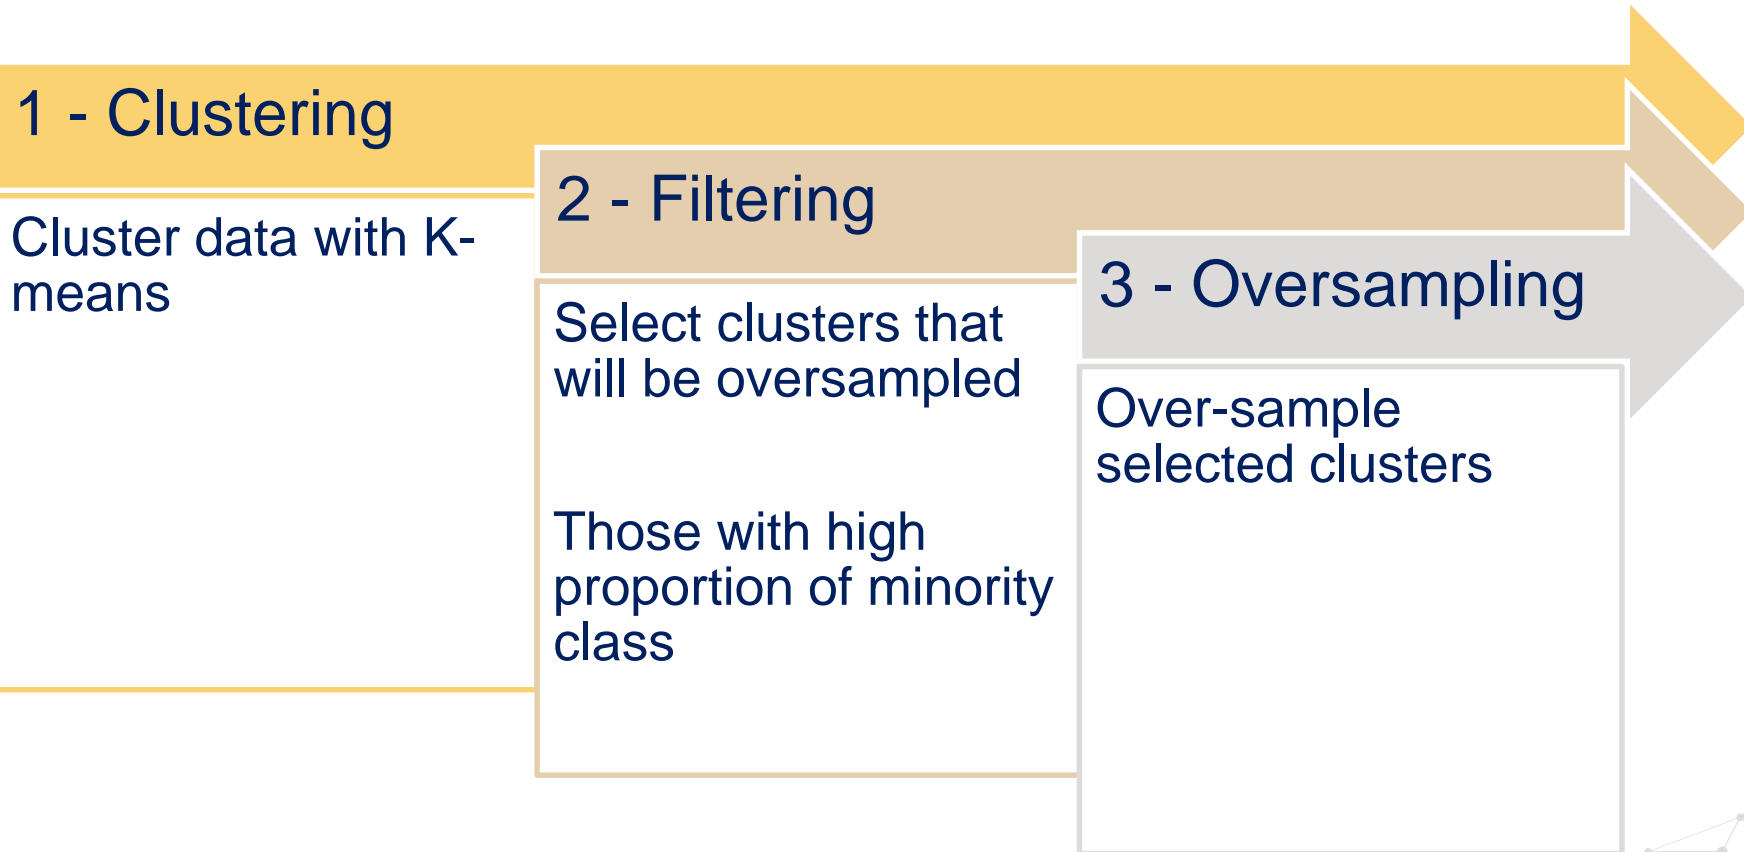 1 - Clustering
Cluster data with K-
means
2 - Filtering
Select clusters that
will be oversampled
Those with high
proportion of minority
class
3 - Oversampling
Over-sample
selected clusters